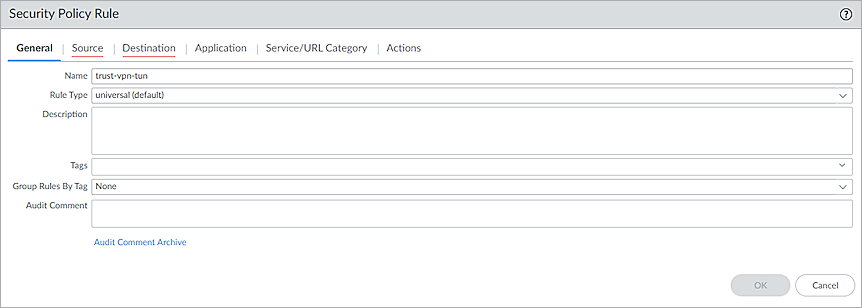 Security Policy Rule
General Source Destination Application Service/URL Category Actions
Name trust-vpn-tun
Rule Type universal (default)
Description
Tags
Group Rules By Tag None
Audit Comment
Audit Comment Archive
OK Cancel